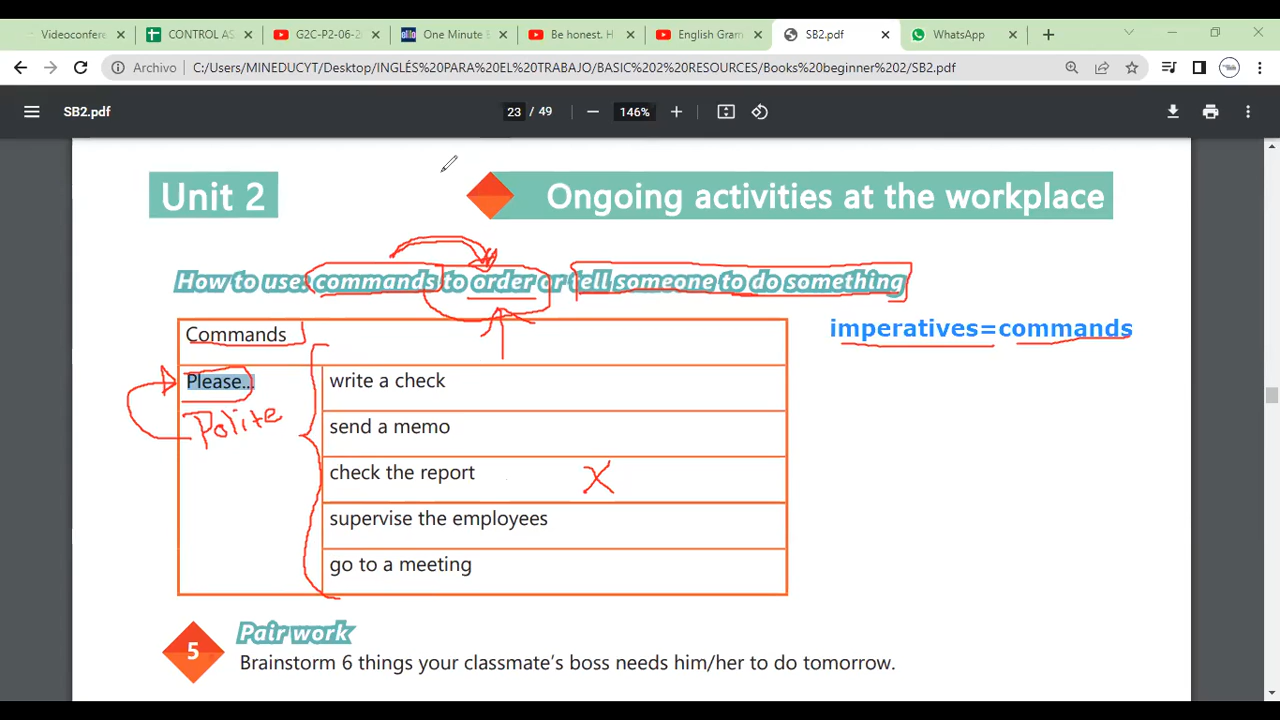 Videoconfere
CONTROL AS
G2C-P2-06-2
One Minute E
Be honest. H
English Gram
SB2.pdf
WhatsApp
Archivo
C:/Users/MINEDUCYT/Desktop/INGLÉS%20PARA%20EL%20TRABAJO/BASIC%202%20RESOURCES/Books%20beginner%202/SB2.pdf
SB2.pdf
23 / 49
146%
Unit 2
Ongoing activities at the workplace
How to use: commands to order or tell someone to do something
imperatives=commands
Commands
Please...
write a check
Polite
send a memo
check the report
X
supervise the employees
go to a meeting
5
Pair work
Brainstorm 6 things your classmate's boss needs him/her to do tomorrow.